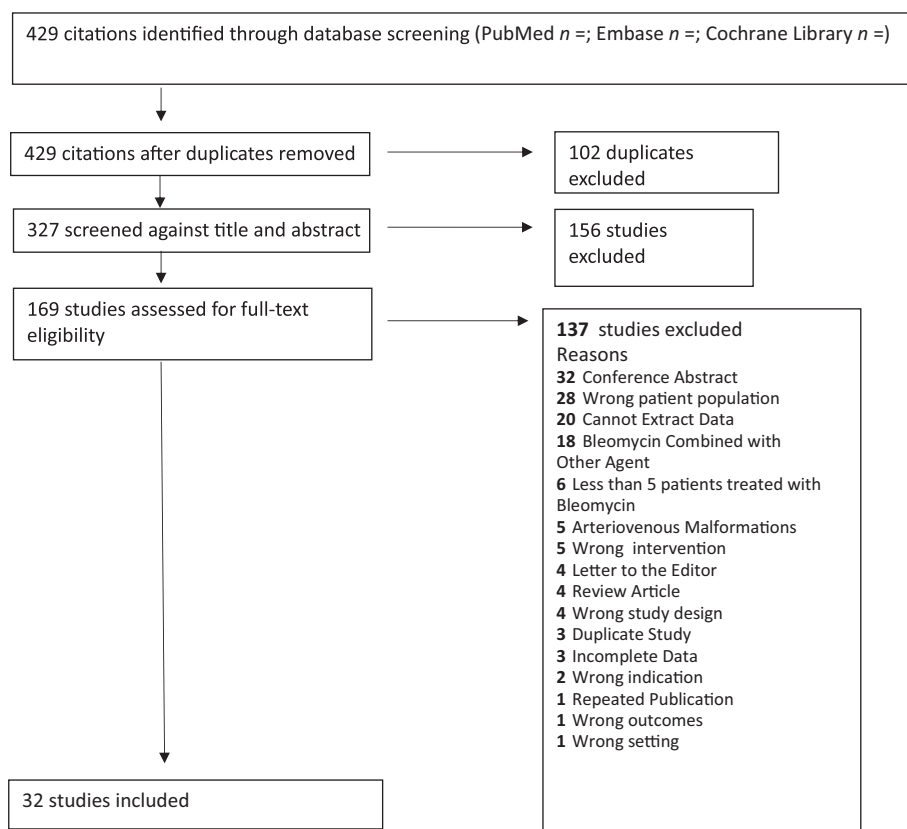 429 citations identified through database screening (PubMed n =; Embase n =; Cochrane Library n =)
429 citations after duplicates removed
102 duplicates
excluded
327 screened against title and abstract
156 studies
excluded
169 studies assessed for full-text
eligibility
137 studies excluded
Reasons
32 Conference Abstract
28 Wrong patient population
20 Cannot Extract Data
18 Bleomycin Combined with
Other Agent
6 Less than 5 patients treated with
Bleomycin
5 Arteriovenous Malformations
5 Wrong intervention
4 Letter to the Editor
4 Review Article
4 Wrong study design
3 Duplicate Study
3 Incomplete Data
2 Wrong indication
1 Repeated Publication
1 Wrong outcomes
1 Wrong setting
32 studies included